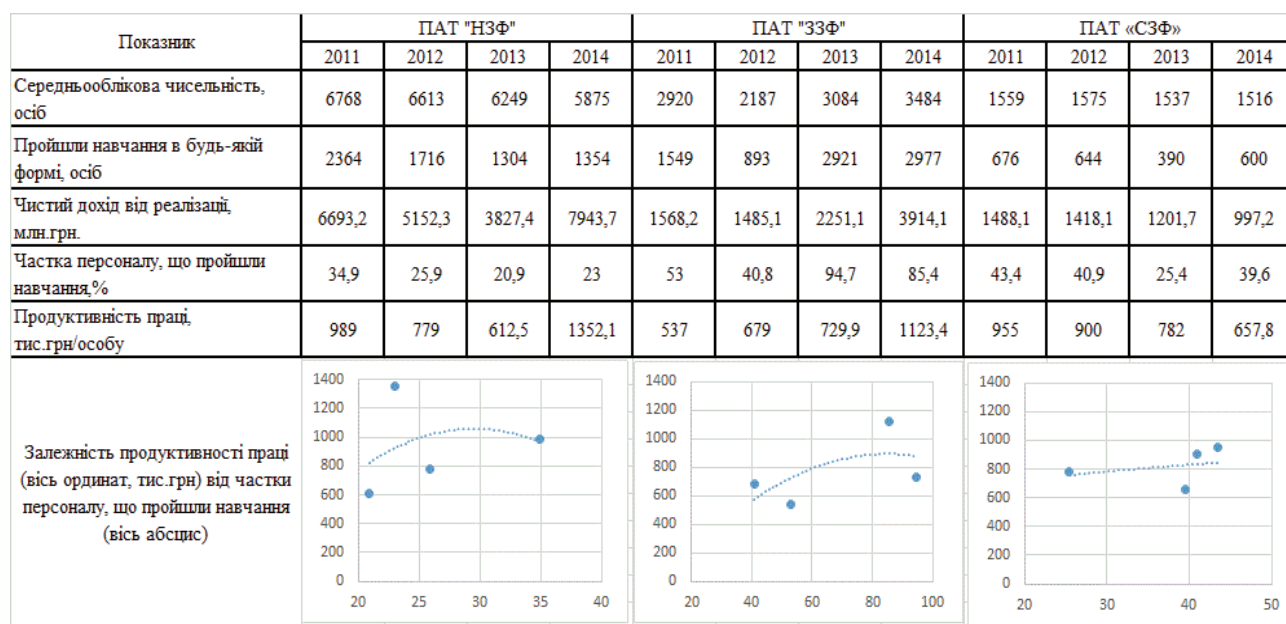 Показник ПАТ "НЗФ" ПАТ "ЗЗФ" ПАТ «СЗФ»
2011 2012 2013 2014 2011 2012 2013 2014 2011 2012 2013 2014
Середньооблікова чисельність,
осіб
6768 6613 6249 5875 2920 2187 3084 3484 1559 1575 1537 1516
Пройшли навчання в будь-якій
формі, осіб
2364 1716 1304 1354 1549 893 2921 2977 676 644 390 600
Чистий дохід від реалізації,
млн.грн.
6693,2 5152,3 3827,4 7943,7 1568,2 1485,1 2251,1 3914,1 1488,1 1418,1 1201,7 997,2
Частка персоналу, що пройшли
навчання,%
34,9 25,9 20,9 23 53 40,8 94,7 85,4 43,4 40,9 25,4 39,6
Продуктивність праці,
тис.грн/особу
989 779 612,5 1352,1 537 679 729,9 1123,4 955 900 782 657,8
Залежність продуктивності праці
(вісь ординат, тис.грн) від частки
персоналу, що пройшли навчання
(вісь абсцис)
1400
1200
1000
800
600
400
200
0
20 25 30 35 40
1400
1200
1000
800
600
400
200
0
20 40 60 80 100
1400
1200
1000
800
600
400
200
0
20 30 40 50